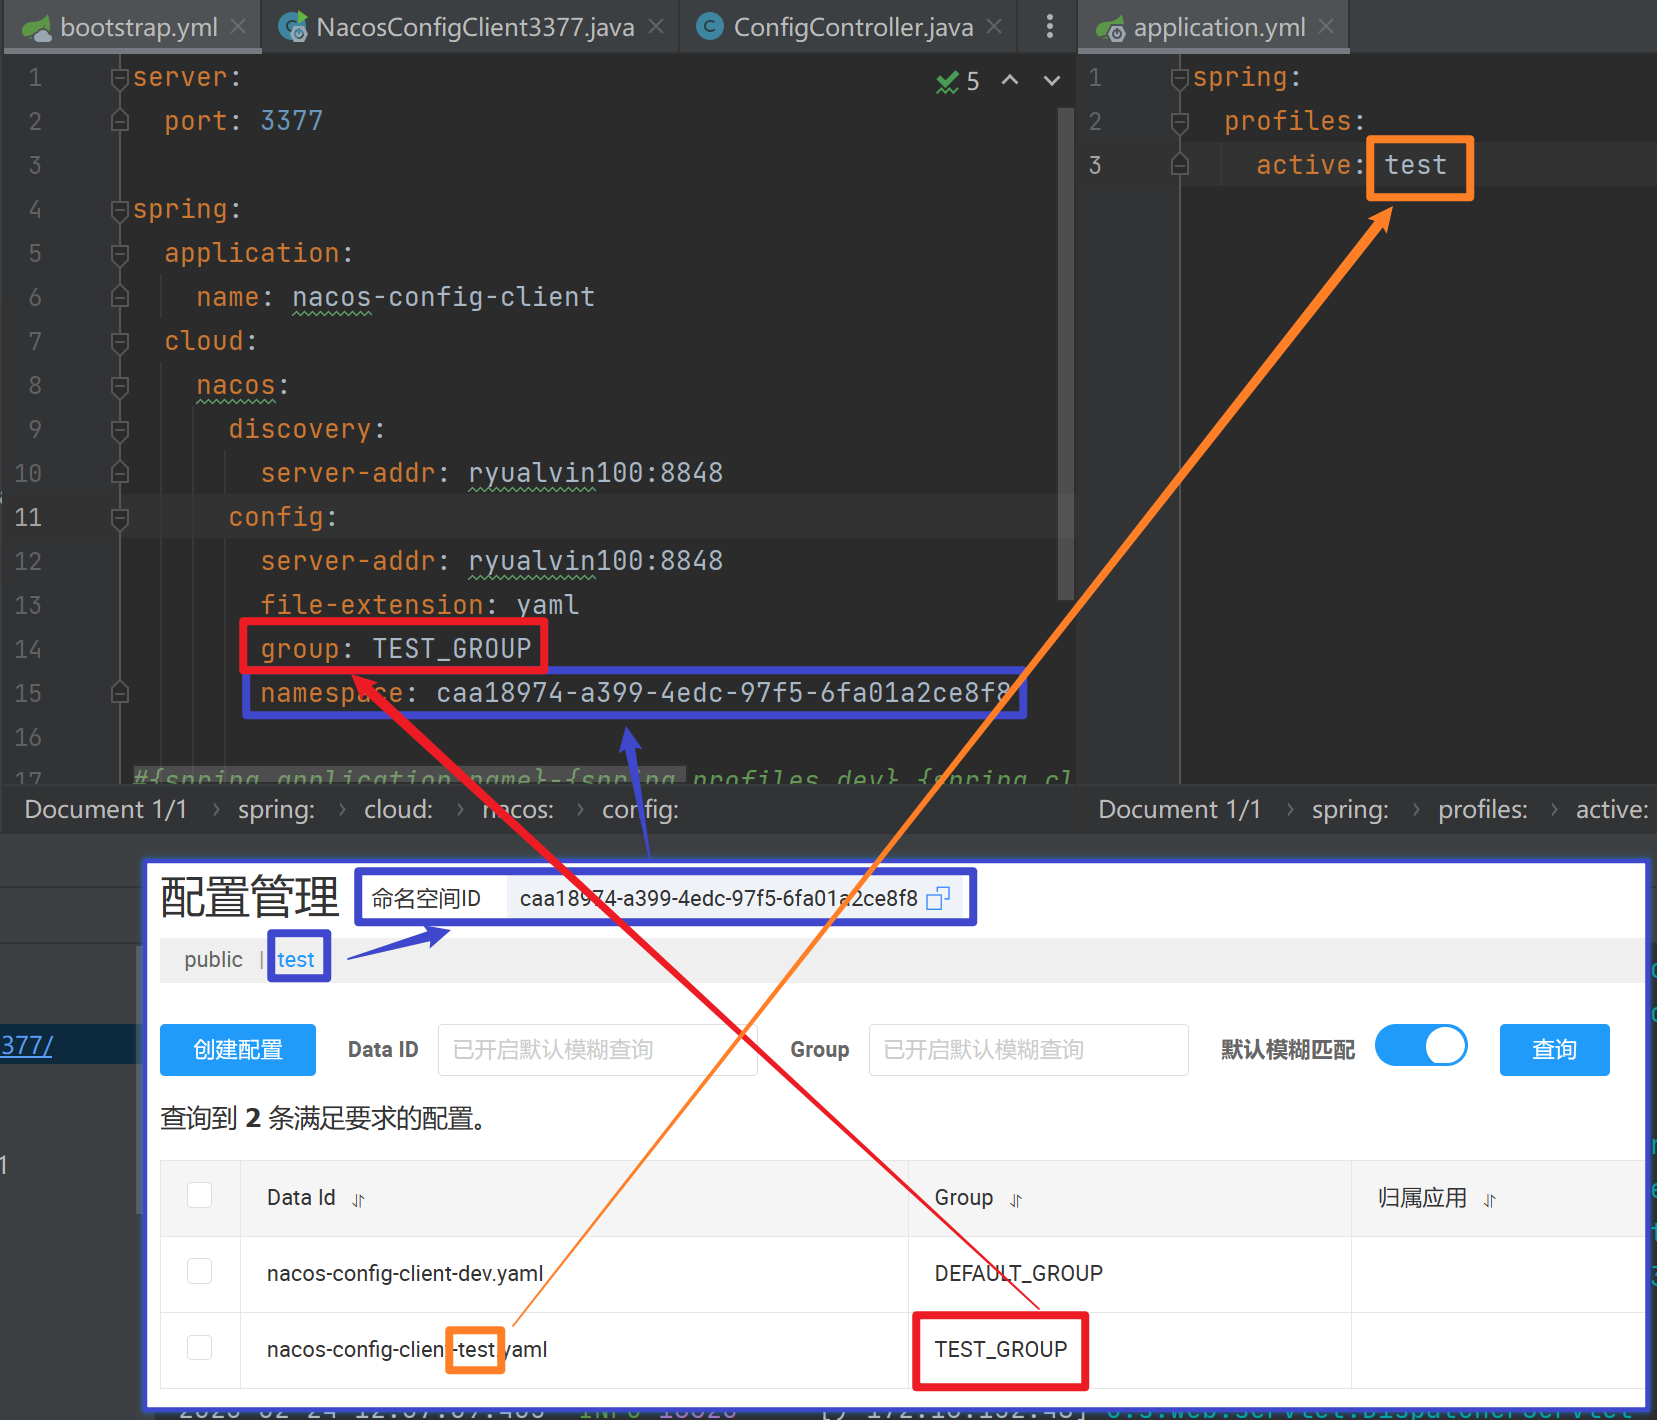 bootstrap.yml NacosConfigClient3377.java ConfigController.java application.yml
1 server:
2 port: 3377
3
4 spring:
5 application:
6 name: nacos-config-client
7 cloud:
8 nacos:
9 discovery:
10 server-addr: ryualvin100:8848
11 config:
12 server-addr: ryualvin100:8848
13 file-extension: yaml
14 group: TEST_GROUP
15 namespace: caa18974-a399-4edc-97f5-6fa01a2ce8f8
16
17 #{spring.application.name}-{spring.profiles.dev}.{spring.cl
5
1 spring:
2 profiles:
3 active: test
Document 1/1 › spring: › cloud: › nacos: › config:
Document 1/1 › spring: › profiles: › active:
377/
1
配置管理 命名空间ID caa18974-a399-4edc-97f5-6fa01a2ce8f8
public | test
创建配置 Data ID 已开启默认模糊查询 Group 已开启默认模糊查询 默认模糊匹配 查询
查询到 2 条满足要求的配置。
Data Id Group 归属应用
nacos-config-client-dev.yaml DEFAULT_GROUP
nacos-config-client-test.yaml TEST_GROUP